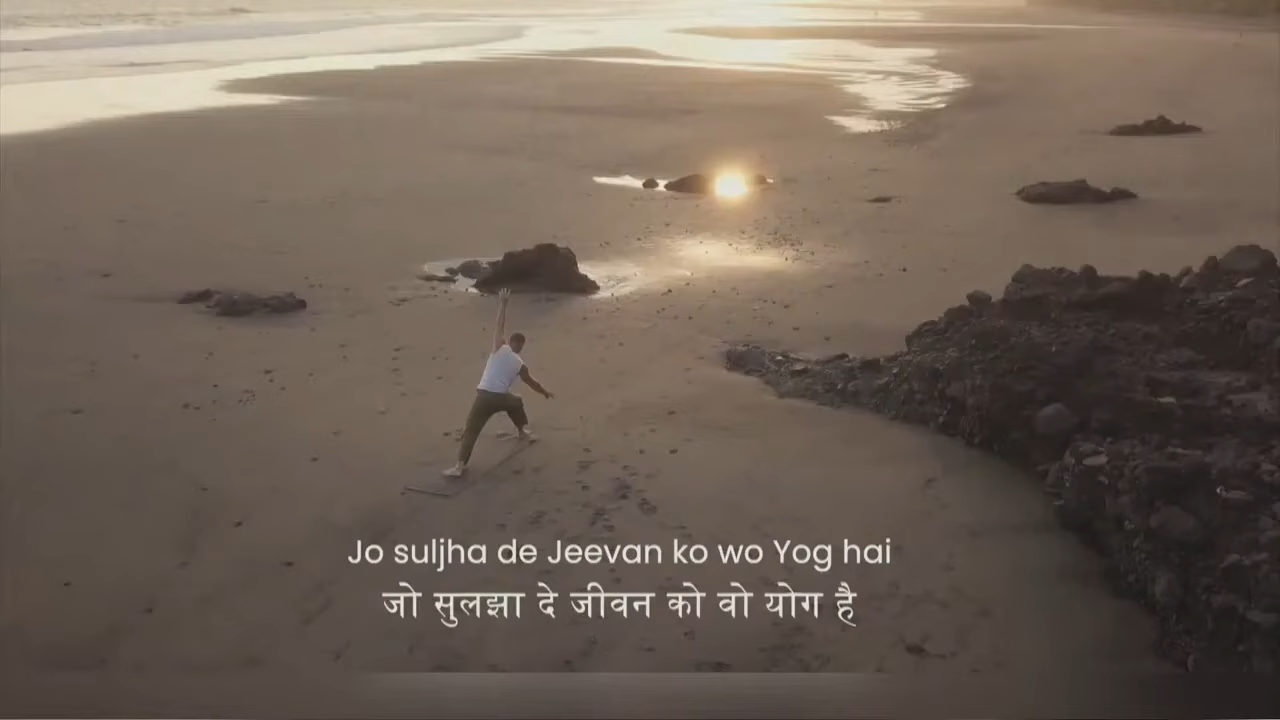 Jo suljha de Jeevan ko wo Yog hai
जो सुलझा दे जीवन को वो योग है